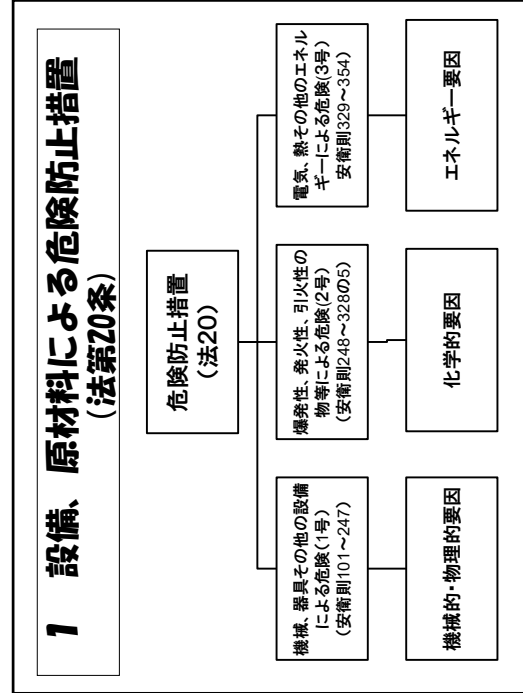 1　設備、原材料による危険防止措置
（法第20条）
危険防止措置
（法20）
機械、器具その他の設備
による危険(1号)
（安衛則101～247）
爆発性、発火性、引火性の
物等による危険(2号)
（安衛則248～328の5）
電気、熱その他のエネル
ギーによる危険(3号)
安衛則329～354）
機械的・物理的要因
化学的要因
エネルギー要因